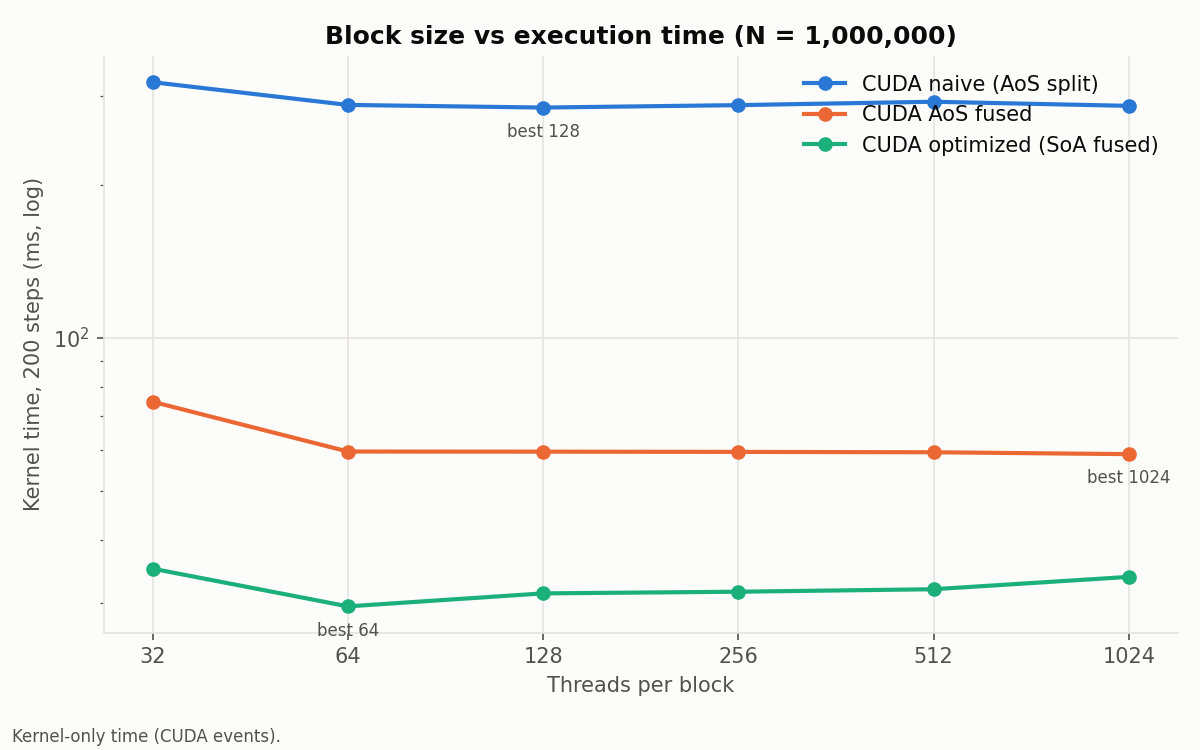 Block size vs execution time (N = 1,000,000)
CUDA naive (AoS split)
CUDA AoS fused
CUDA optimized (SoA fused)
best 128
best 1024
best 64
Kernel time, 200 steps (ms, log)
10²
32 64 128 256 512 1024
Threads per block
Kernel-only time (CUDA events).